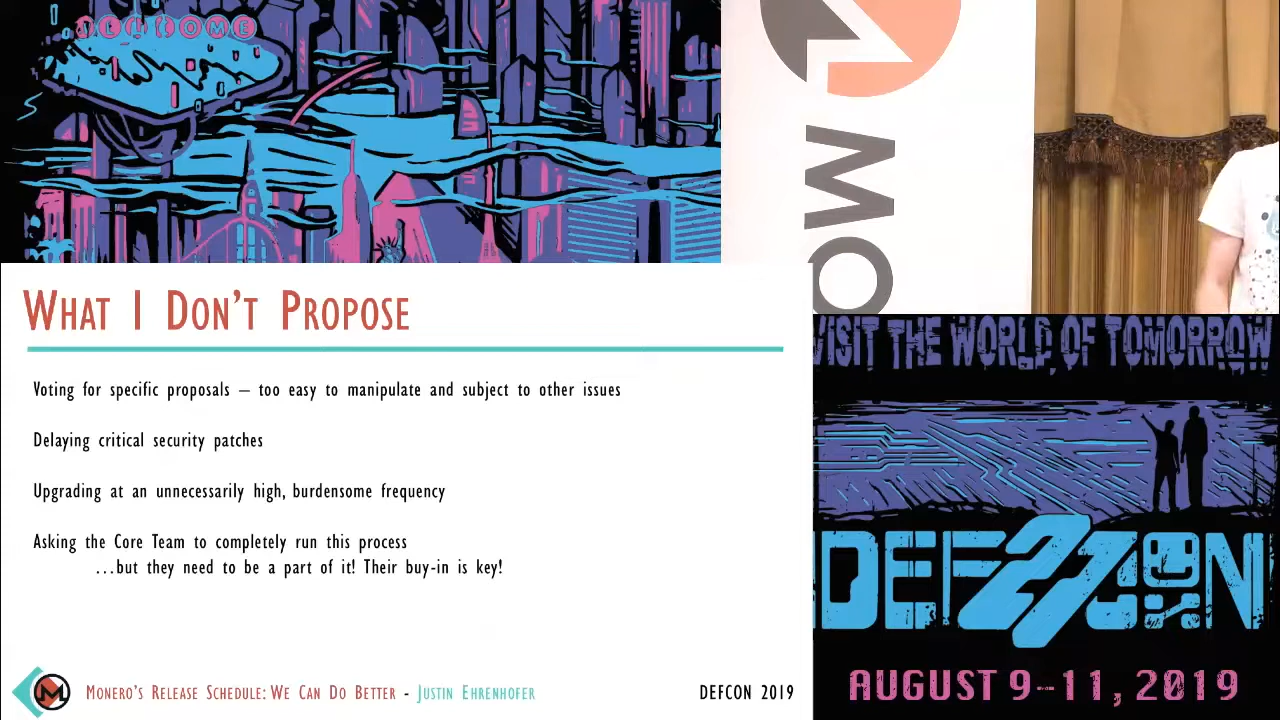 WELCOME
WHAT I DON'T PROPOSE
Voting for specific proposals – too easy to manipulate and subject to other issues
Delaying critical security patches
Upgrading at an unnecessarily high, burdensome frequency
Asking the Core Team to completely run this process
...but they need to be a part of it! Their buy-in is key!
MONERO'S RELEASE SCHEDULE: WE CAN DO BETTER - JUSTIN EHRENHOFER
DEFCON 2019
VISIT THE WORLD OF TOMORROW
DEF27CON
AUGUST 9-11, 2019